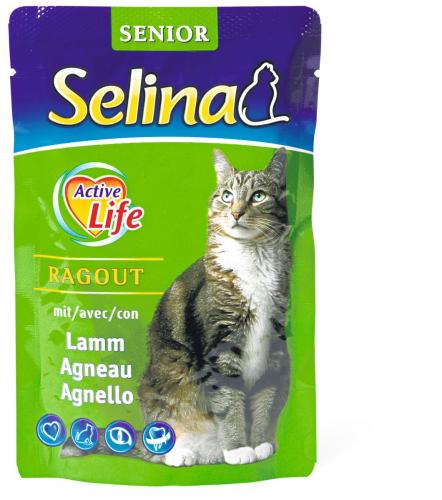 SENIOR
Selina
Active
Life
RAGOUT
mit/avec/con
Lamm
Agneau
Agnello